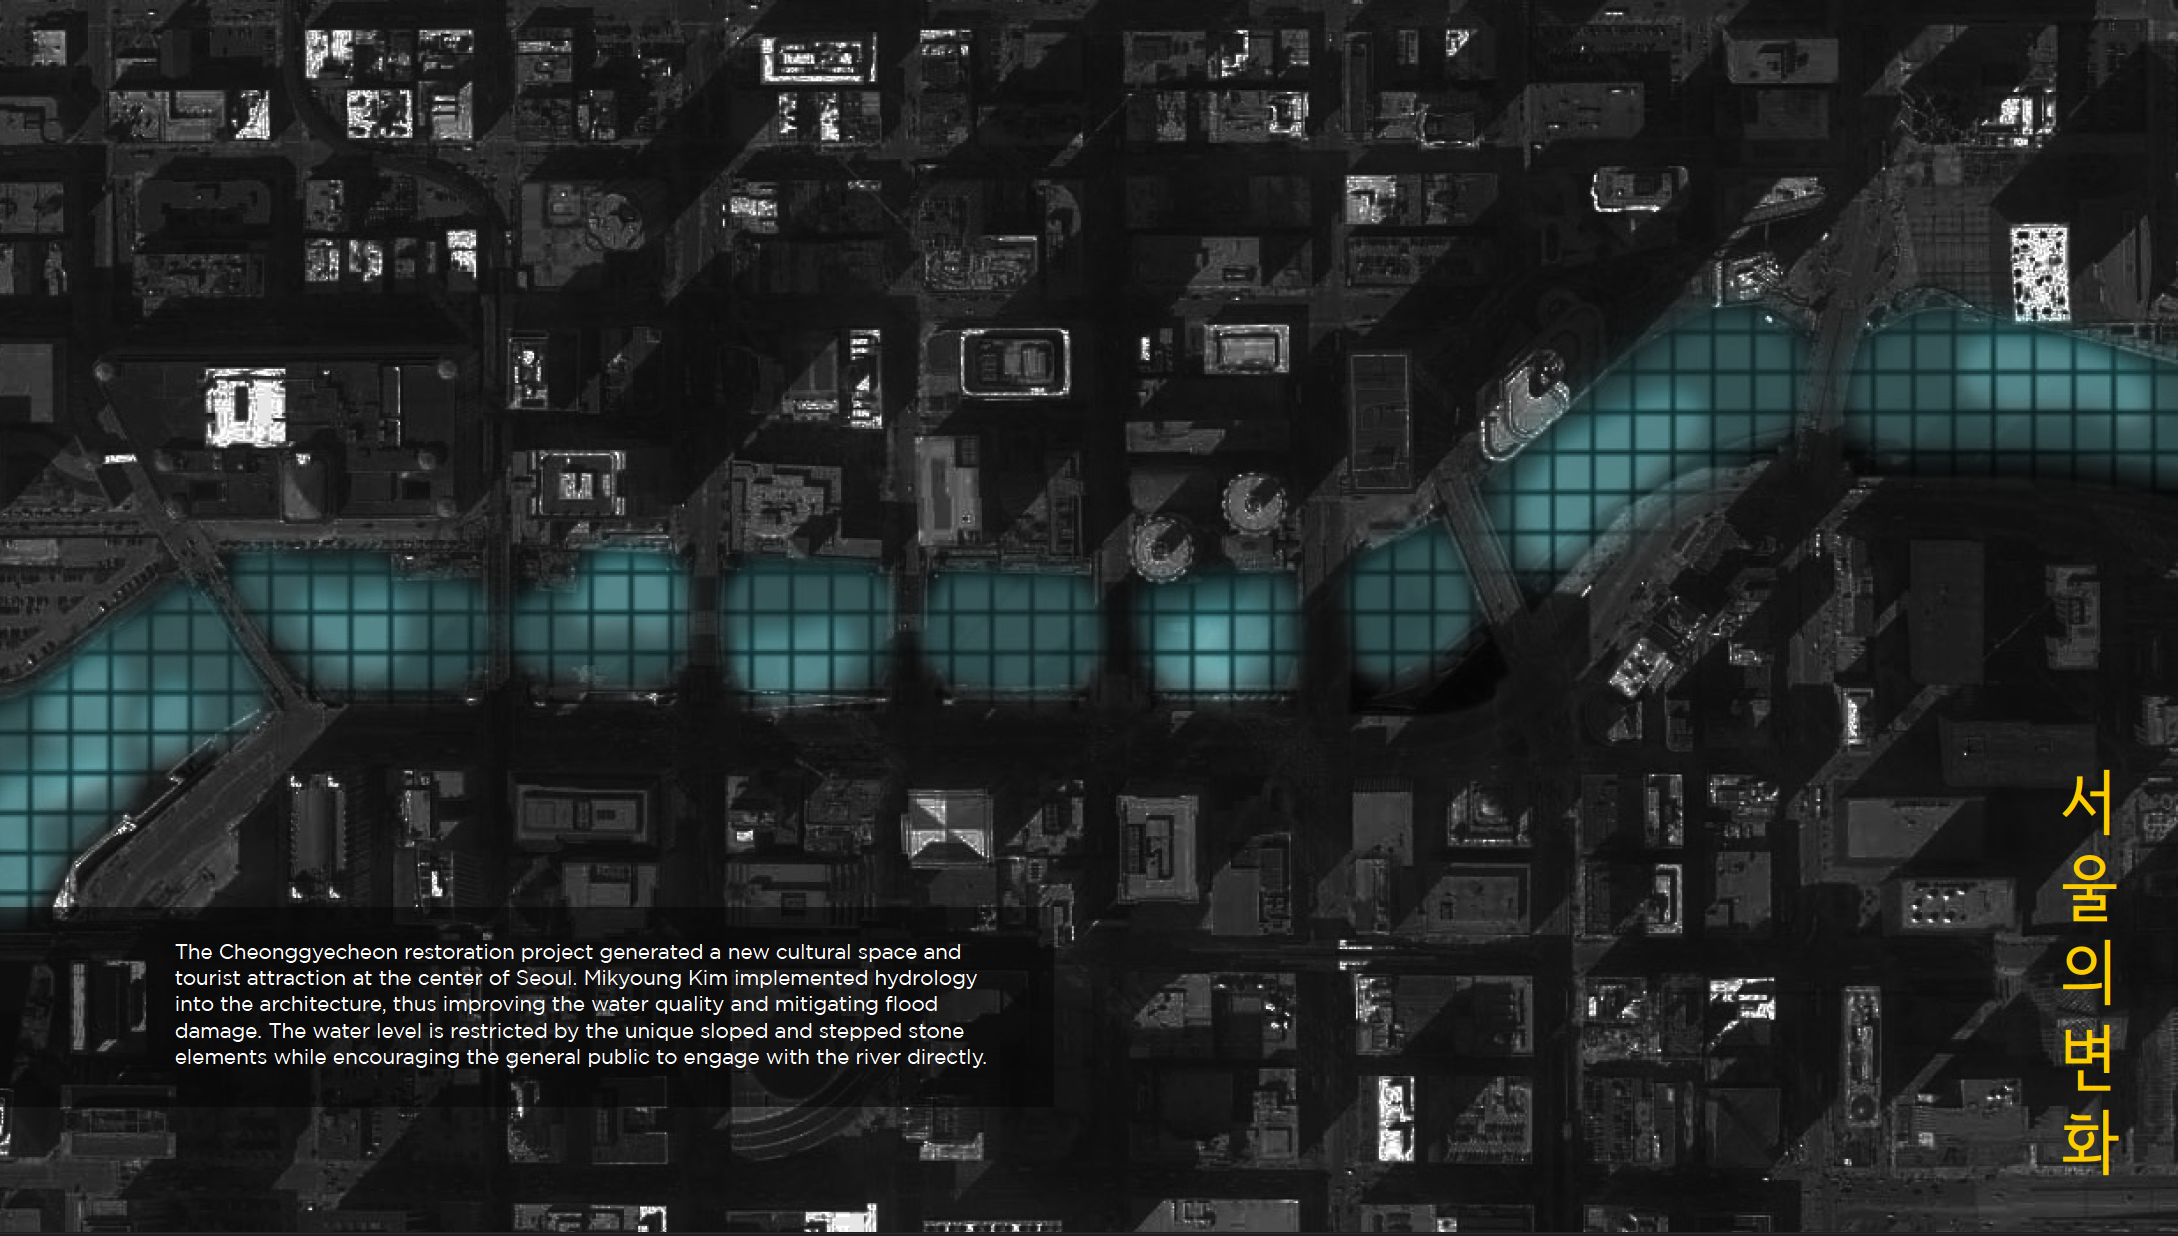 The Cheonggyecheon restoration project generated a new cultural space and
tourist attraction at the center of Seoul. Mikyoung Kim implemented hydrology
into the architecture, thus improving the water quality and mitigating flood
damage. The water level is restricted by the unique sloped and stepped stone
elements while encouraging the general public to engage with the river directly.
서울의변화